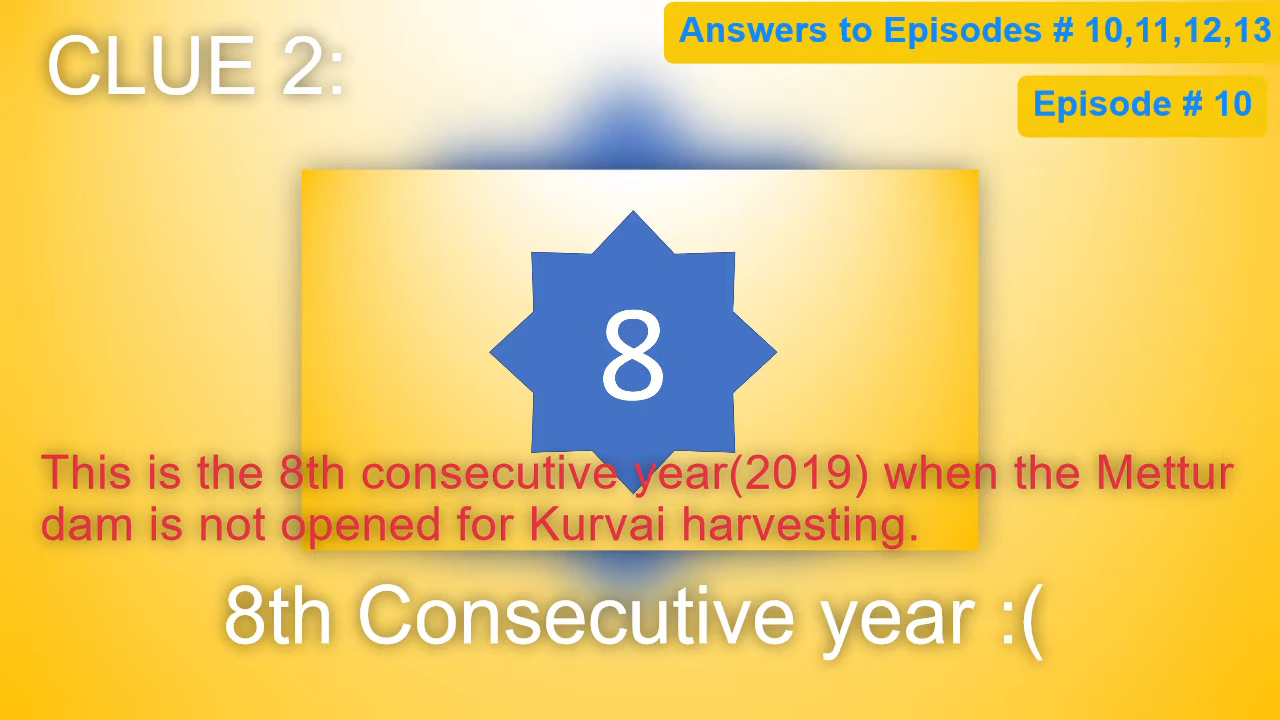 CLUE 2:
Answers to Episodes # 10,11,12,13
Episode # 10
8
This is the 8th consecutive year(2019) when the Mettur
dam is not opened for Kurvai harvesting.
8th Consecutive year :(